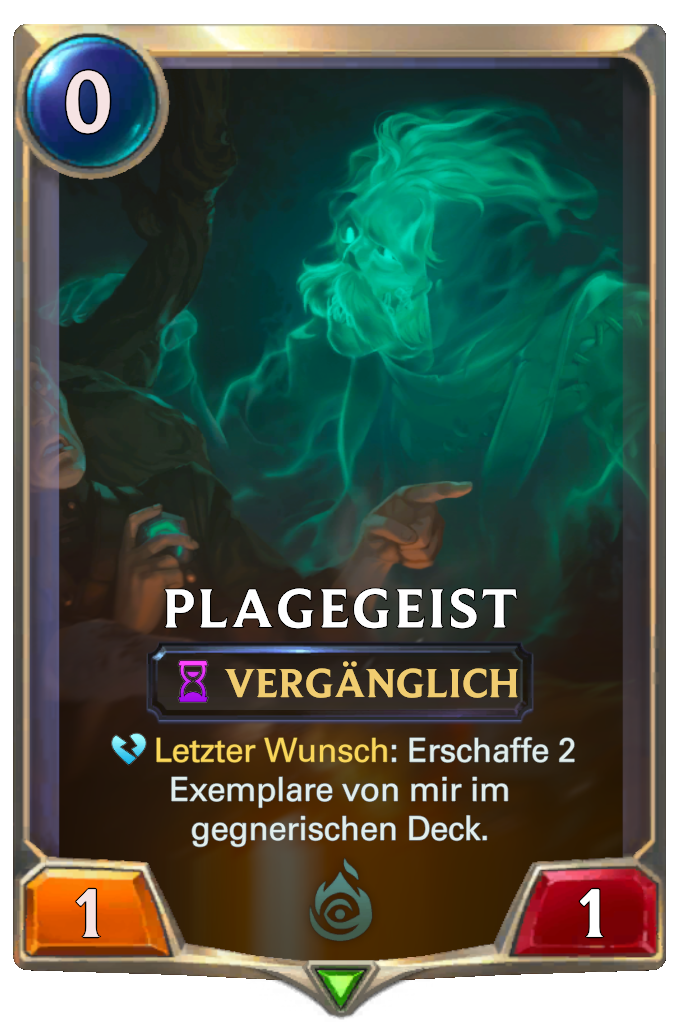 0
PLAGEGEIST
VERGÄNGLICH
Letzter Wunsch: Erschaffe 2
Exemplare von mir im
gegnerischen Deck.
1 1